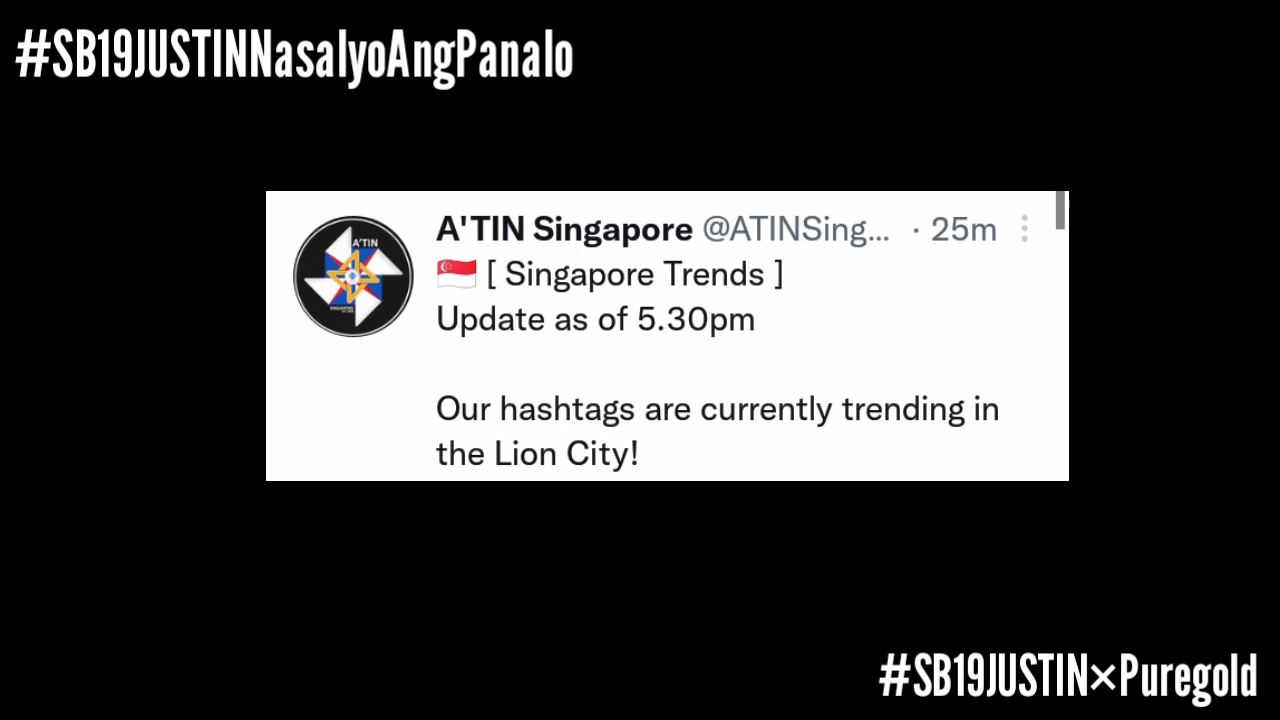 #SB19JUSTINNasaIyoAngPanalo
A'TIN
A'TIN Singapore @ATINSing... · 25m
🇸🇬 [ Singapore Trends ]
Update as of 5.30pm
Our hashtags are currently trending in
the Lion City!
#SB19JUSTIN×Puregold